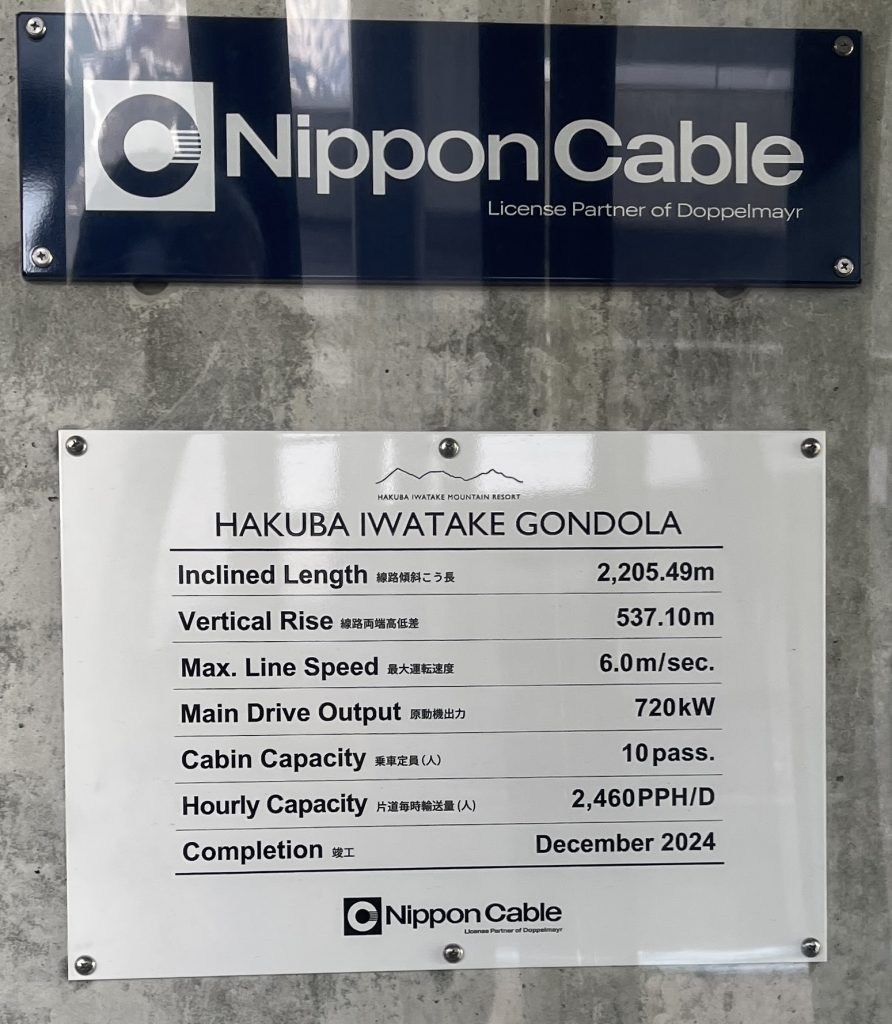 Nippon Cable
License Partner of Doppelmayr
HAKUBA IWATAKE MOUNTAIN RESORT
HAKUBA IWATAKE GONDOLA
Inclined Length 線路傾斜こう長 2,205.49m
Vertical Rise 線路両端高低差 537.10m
Max. Line Speed 最大運転速度 6.0m/sec.
Main Drive Output 原動機出力 720kW
Cabin Capacity 乗車定員(人) 10pass.
Hourly Capacity 片道毎時輸送量(人) 2,460PPH/D
Completion 竣工 December 2024
Nippon Cable
License Partner of Doppelmayr